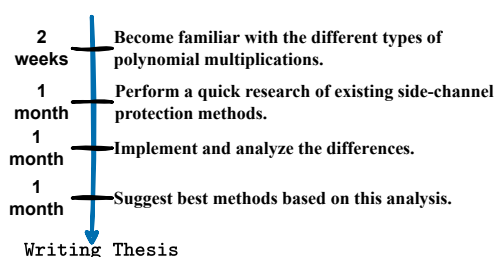 2 weeks
Become familiar with the different types of
polynomial multiplications.
1 month
Perform a quick research of existing side-channel
protection methods.
1 month
Implement and analyze the differences.
1 month
Suggest best methods based on this analysis.
Writing Thesis